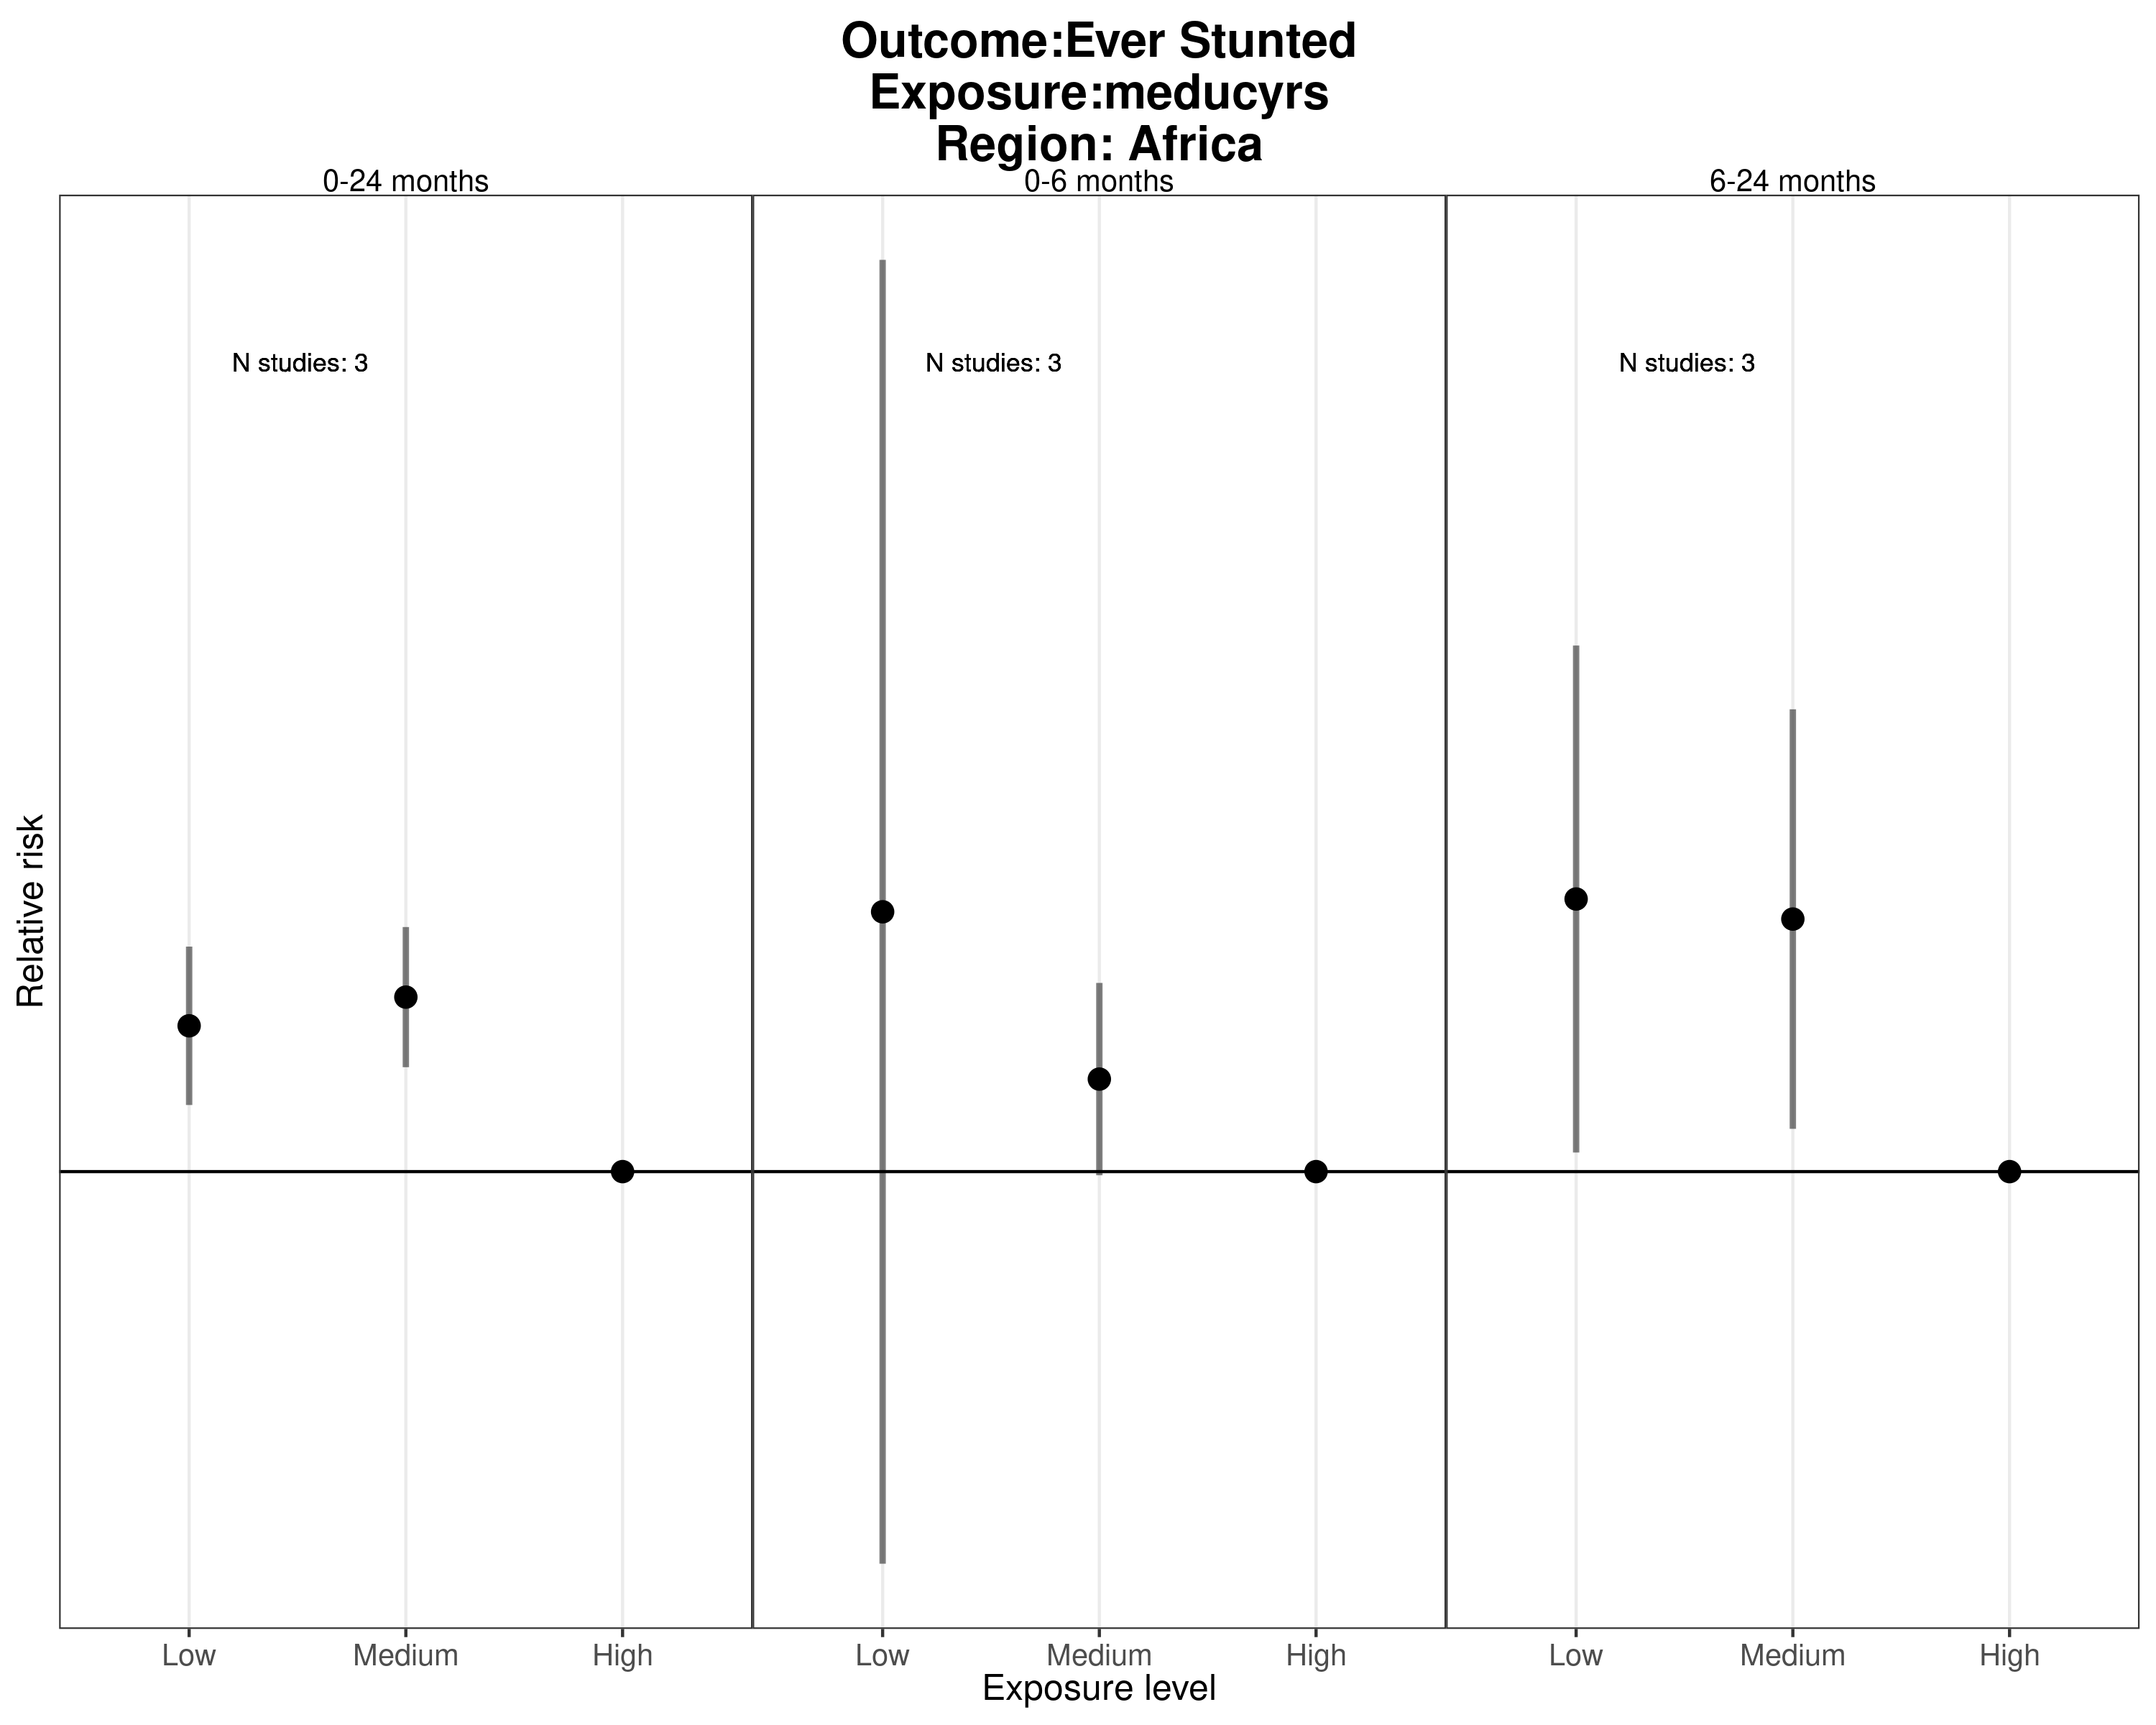 Outcome:Ever Stunted
Exposure:meducyrs
Region: Africa
0-24 months
0-6 months
6-24 months
N studies: 3
N studies: 3
N studies: 3
Relative risk
Low
Medium
High
Low
Medium
High
Low
Medium
High
Exposure level